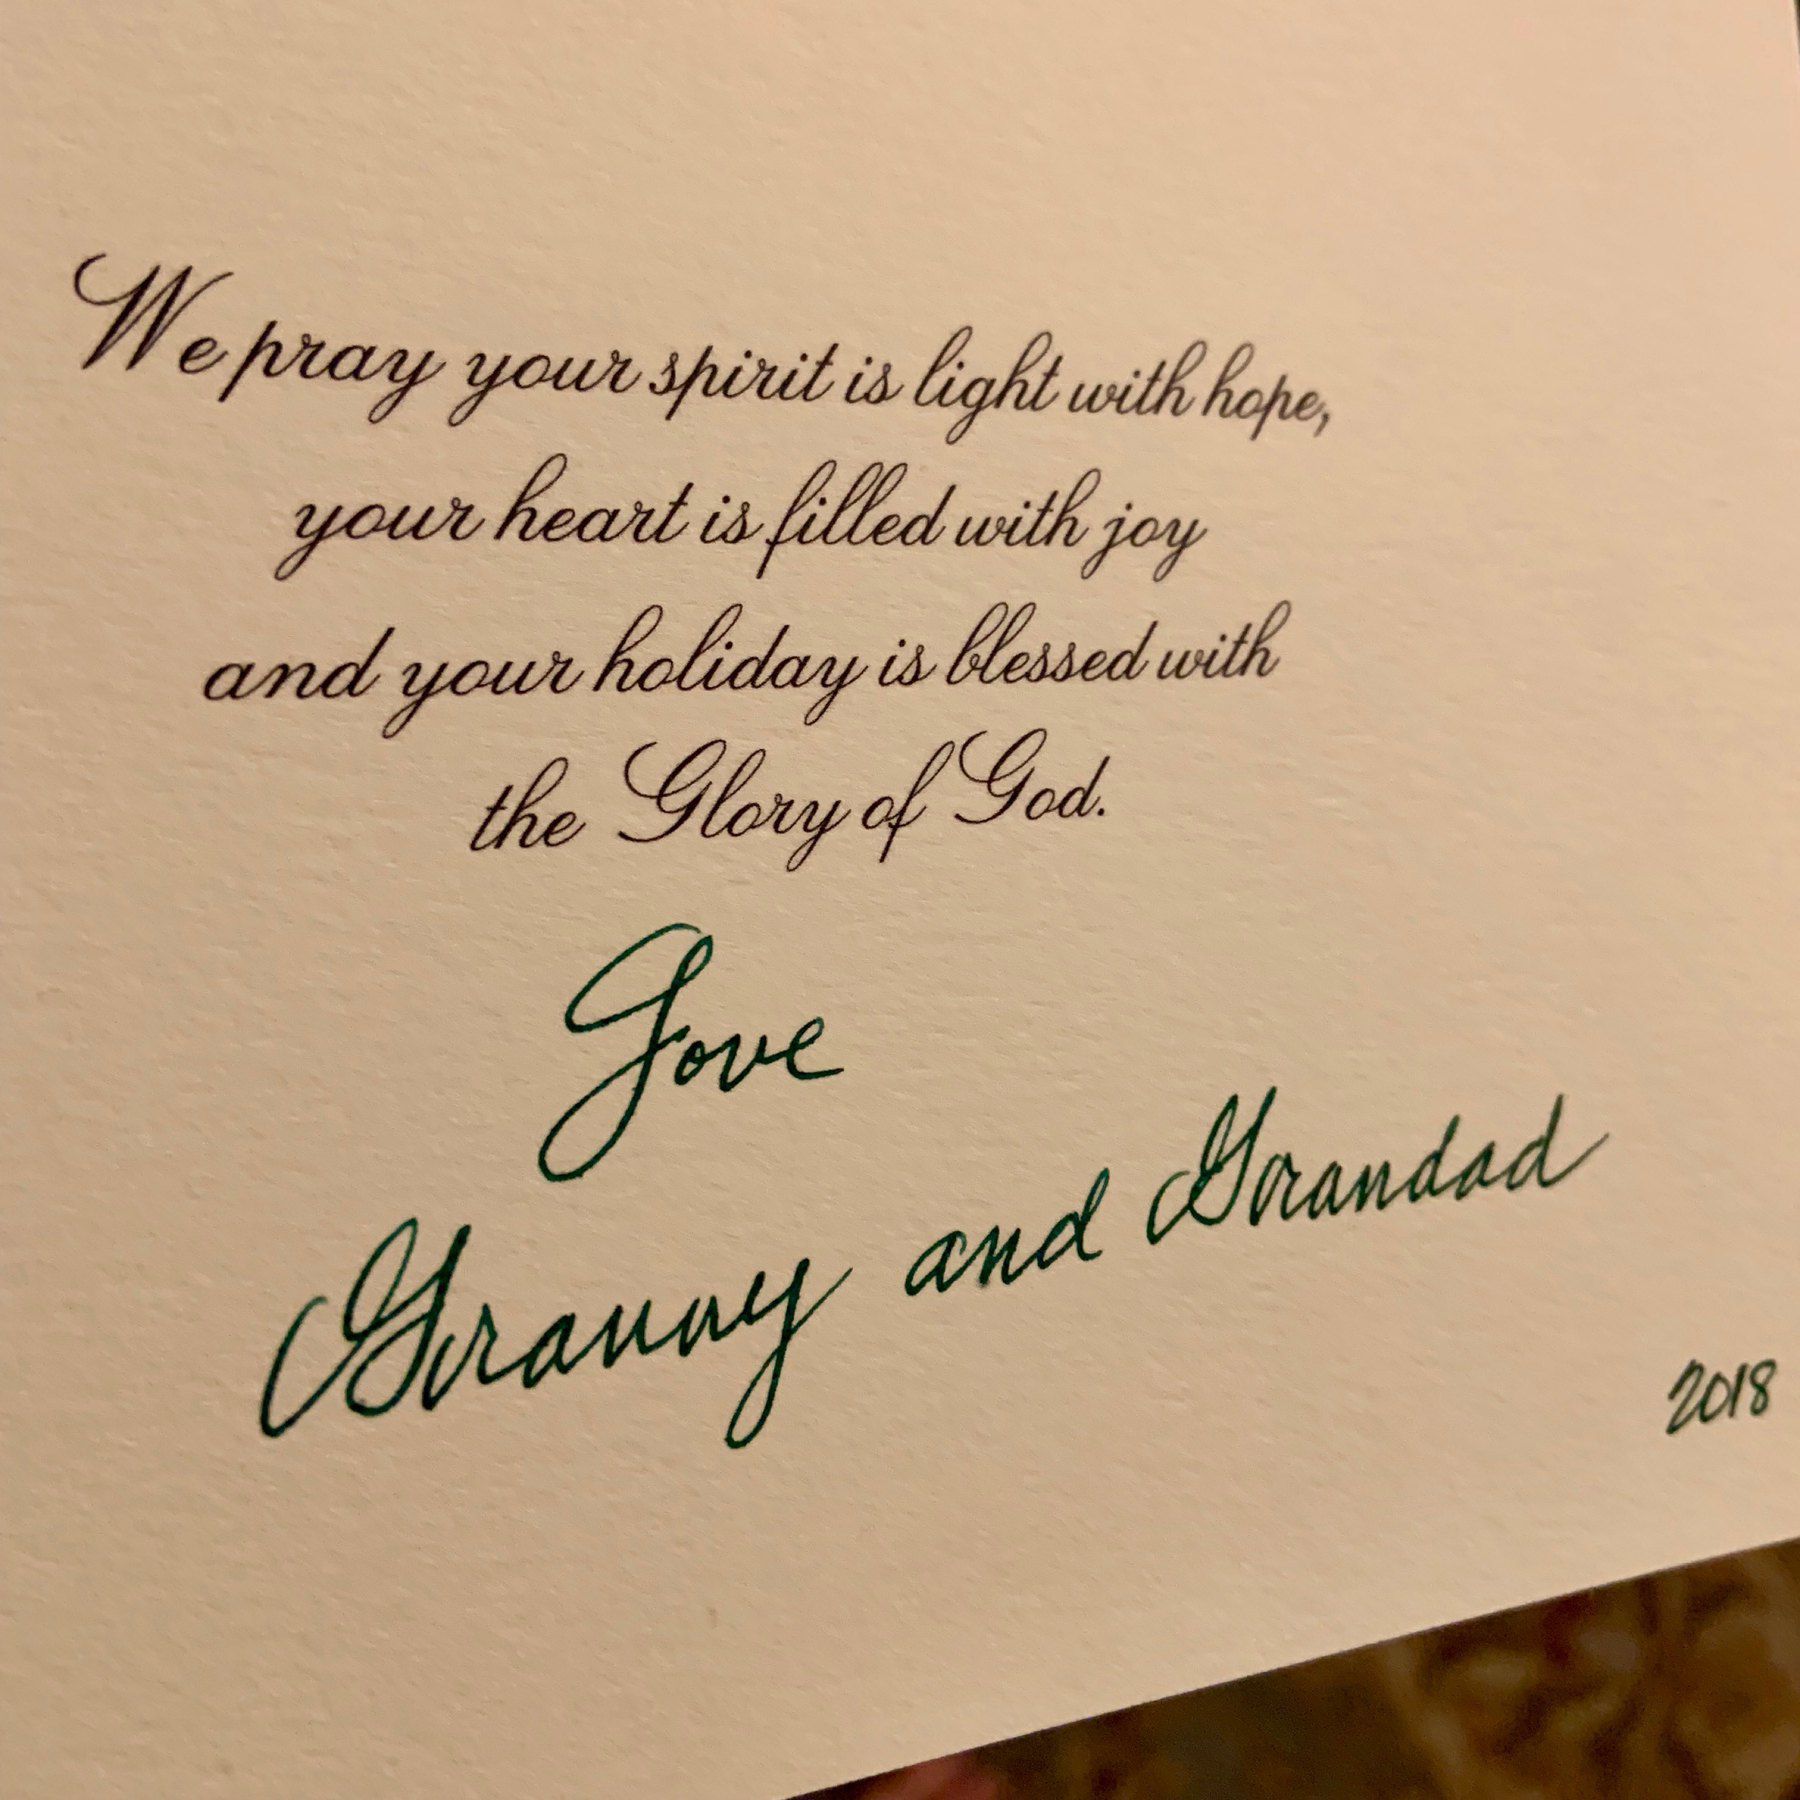 We pray your spirit is light with hope,
your heart is filled with joy
and your holiday is blessed with
the Glory of God.
Love
Granny and Grandad
2018